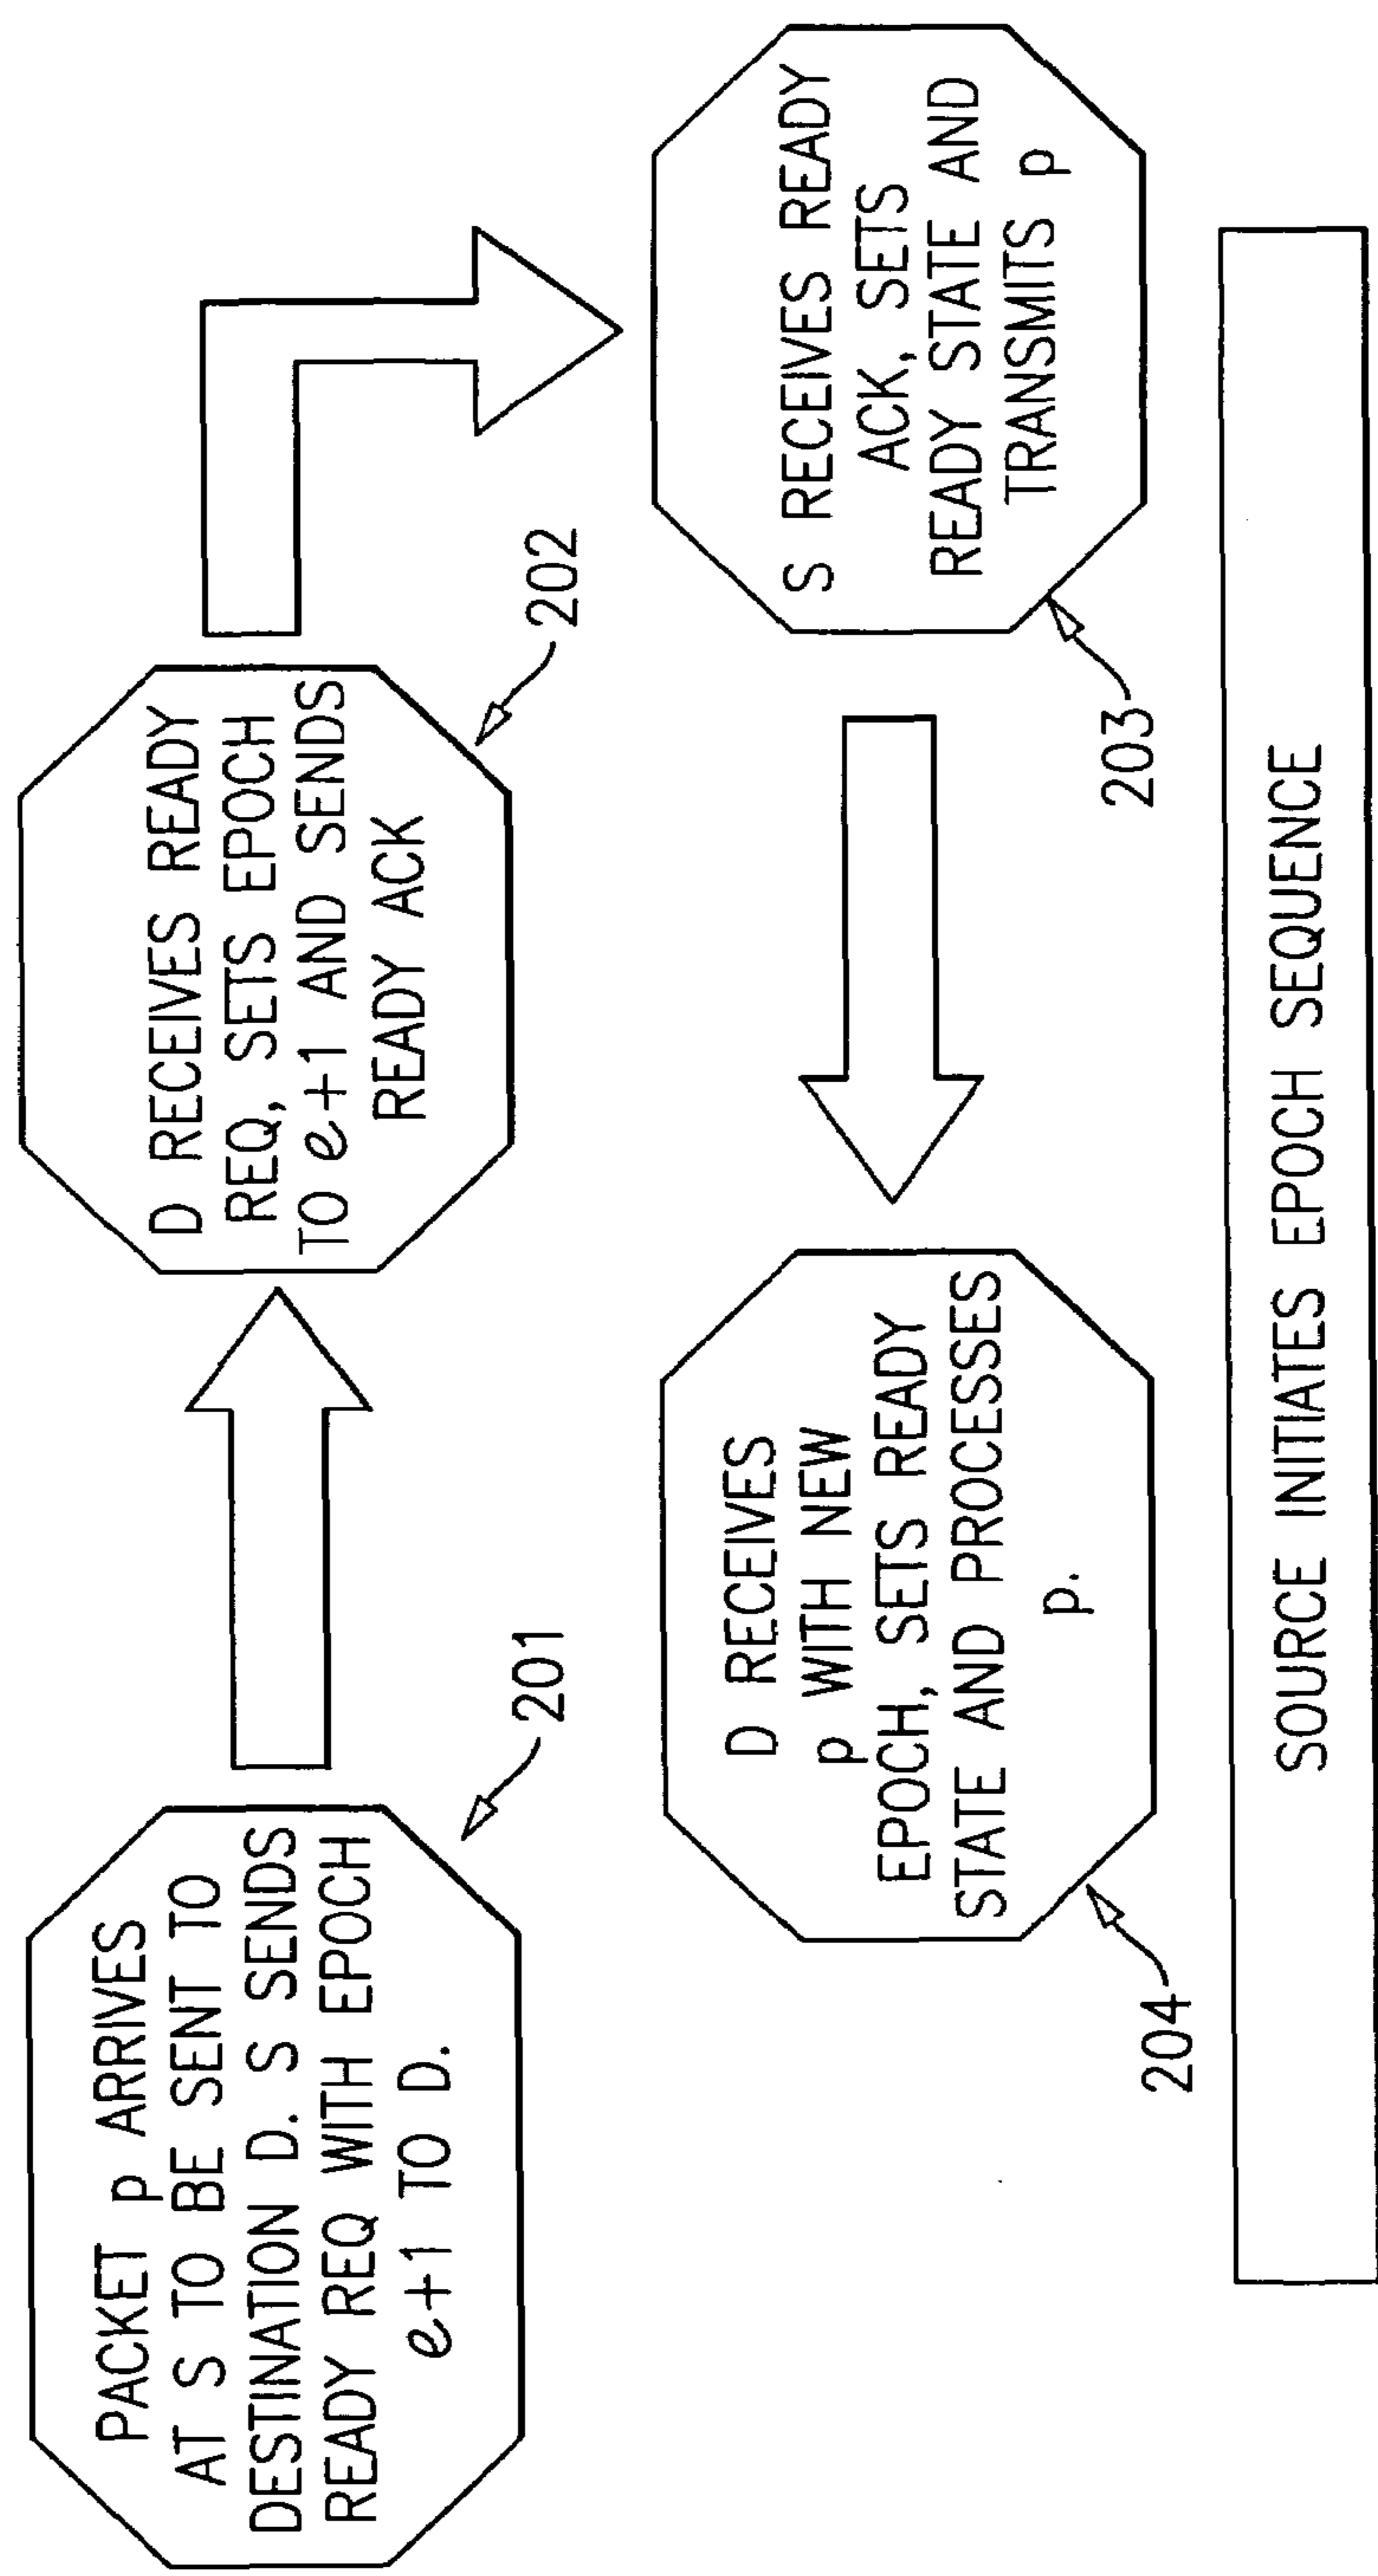 PACKET p ARRIVES
AT S TO BE SENT TO
DESTINATION D. S SENDS
READY REQ WITH EPOCH
e+1 TO D.
201
D RECEIVES READY
REQ, SETS EPOCH
TO e+1 AND SENDS
READY ACK
202
S RECEIVES READY
ACK, SETS
READY STATE AND
TRANSMITS p
203
D RECEIVES
p WITH NEW
EPOCH, SETS READY
STATE AND PROCESSES
p.
204
SOURCE INITIATES EPOCH SEQUENCE